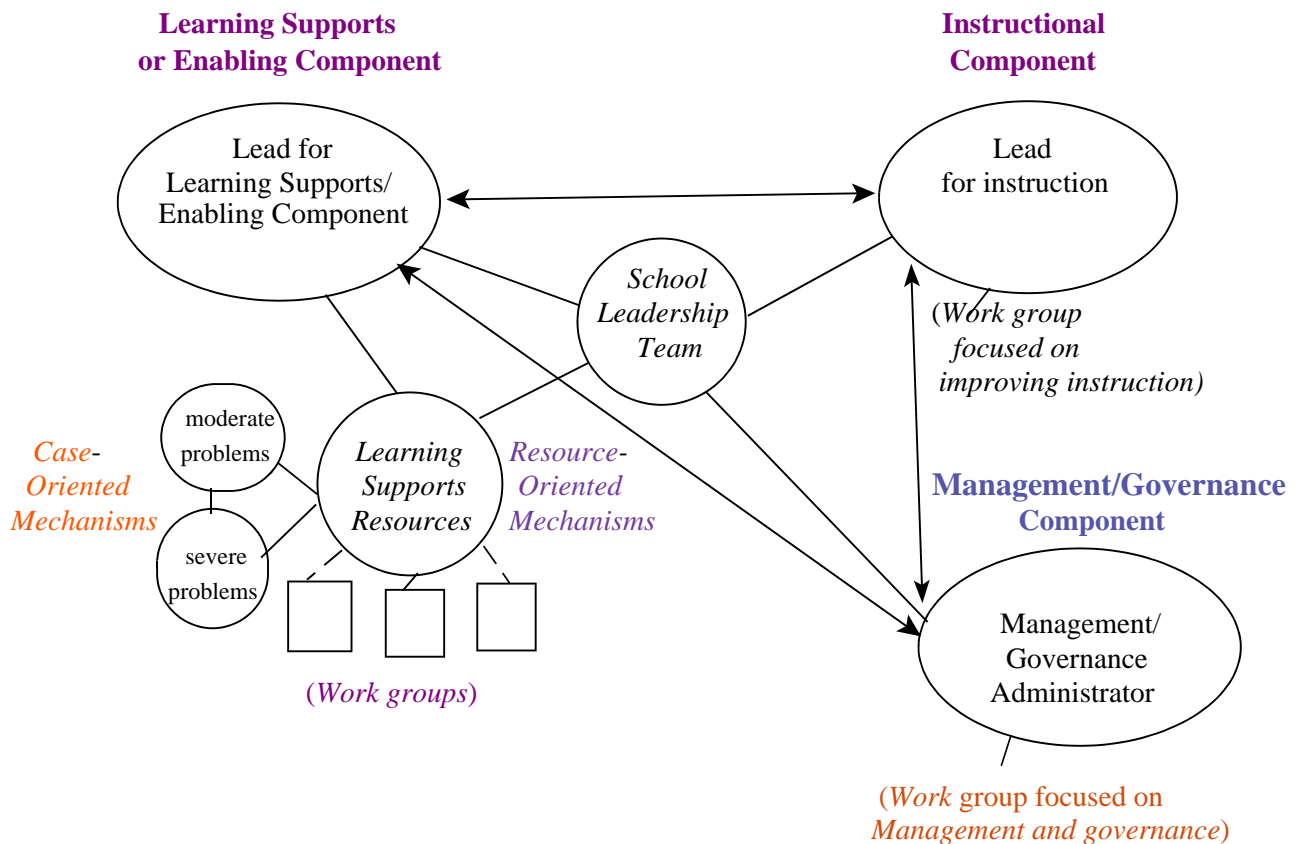 Learning Supports
or Enabling Component
Instructional
Component
Lead for
Learning Supports/
Enabling Component
Lead
for instruction
School
Leadership
Team
(Work group
focused on
improving instruction)
moderate
problems
Case-
Oriented
Mechanisms
severe
problems
Learning
Supports
Resources
Resource-
Oriented
Mechanisms
(Work groups)
Management/Governance
Component
Management/
Governance
Administrator
(Work group focused on
Management and governance)